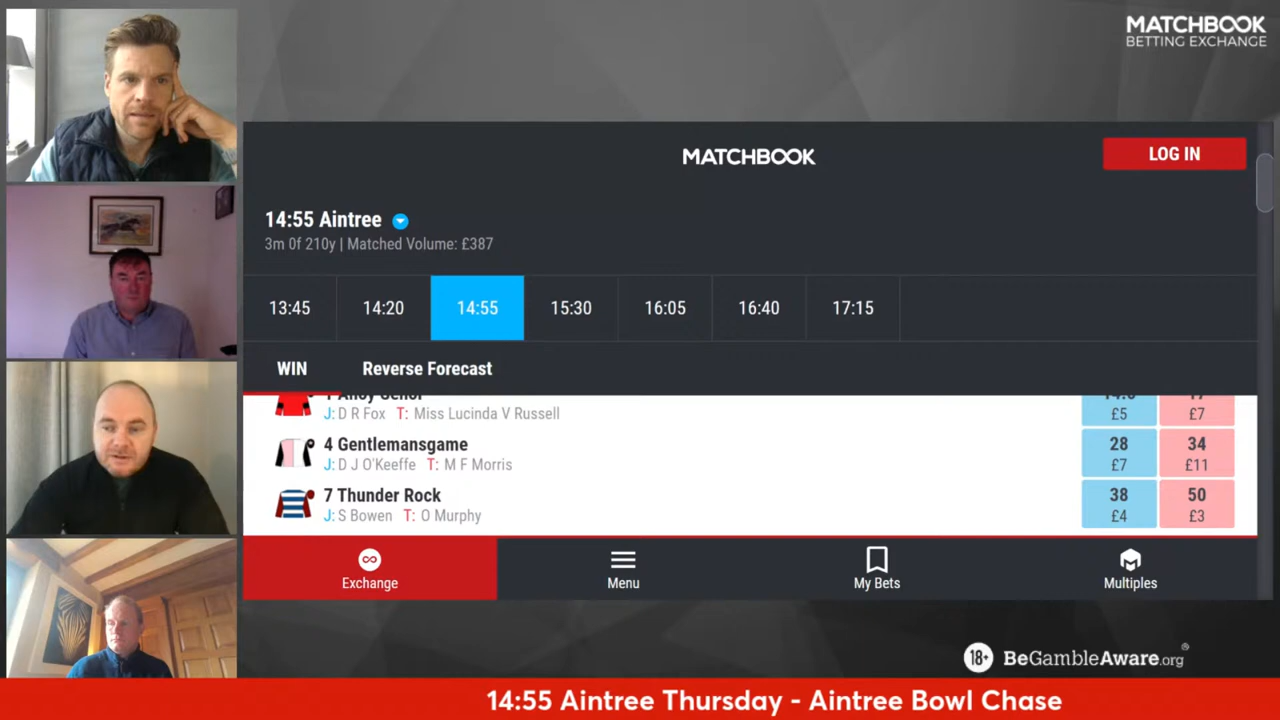 MATCHBOOK
BETTING EXCHANGE
MATCHBOOK
LOG IN
14:55 Aintree
3m 0f 210y | Matched Volume: £387
13:45 14:20 14:55 15:30 16:05 16:40 17:15
WIN Reverse Forecast
J: D R Fox T: Miss Lucinda V Russell £5 £7
4 Gentlemansgame 28 34
J: D J O'Keeffe T: M F Morris £7 £11
7 Thunder Rock 38 50
J: S Bowen T: O Murphy £4 £3
Exchange Menu My Bets Multiples
18+ BeGambleAware.org®
14:55 Aintree Thursday - Aintree Bowl Chase